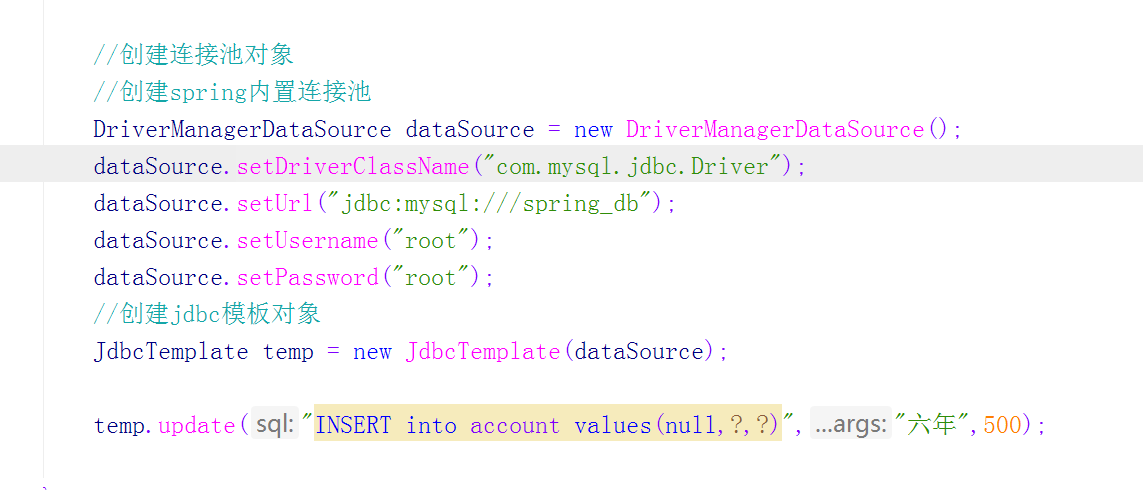 //创建连接池对象
//创建spring内置连接池
DriverManagerDataSource dataSource = new DriverManagerDataSource();
dataSource.setDriverClassName("com.mysql.jdbc.Driver");
dataSource.setUrl("jdbc:mysql:///spring_db");
dataSource.setUsername("root");
dataSource.setPassword("root");
//创建jdbc模板对象
JdbcTemplate temp = new JdbcTemplate(dataSource);
temp.update( sql: "INSERT into account values(null,?,?)", ...args: "六年",500);